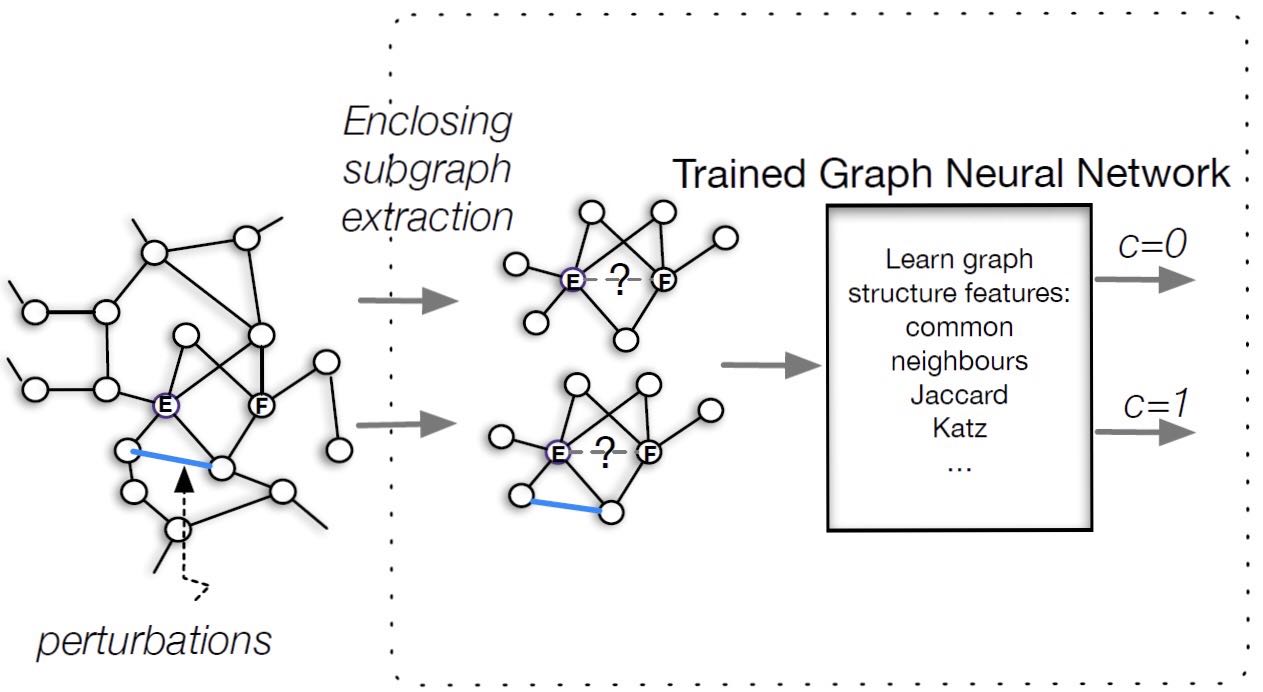 Enclosing
subgraph
extraction
Trained Graph Neural Network
E
F
E
?
F
E
?
F
Learn graph
structure features:
common
neighbours
Jaccard
Katz
...
c=0
c=1
perturbations